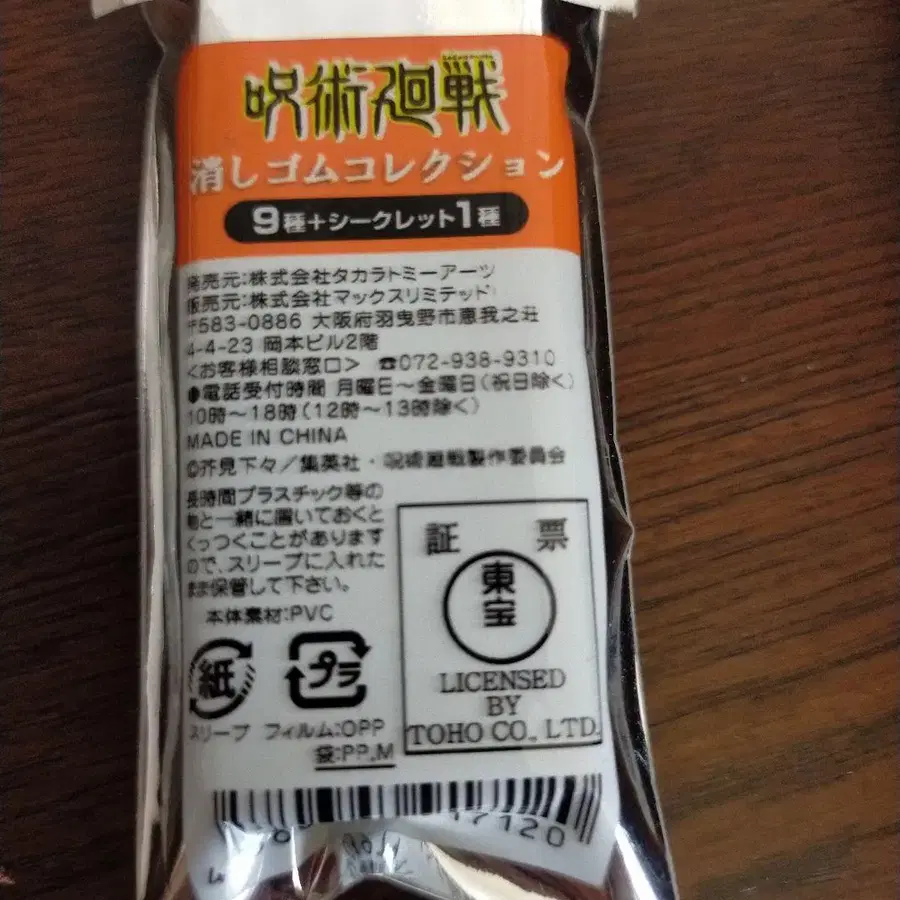 呪術廻戦
消しゴムコレクション
9種+シークレット1種
発売元:株式会社タカラトミーアーツ
販売元:株式会社マックスリミテッド
〒583-0886 大阪府羽曳野市恵我之荘
4-4-23 岡本ビル2階
<お客様相談窓口> ☎072-938-9310
●電話受付時間 月曜日~金曜日(祝日除く)
10時~18時(12時~13時除く)
MADE IN CHINA
©芥見下々/集英社・呪術廻戦製作委員会
長時間プラスチック等の
物と一緒に置いておくと
くっつくことがあります
ので、スリーブに入れた
まま保管して下さい。
本体素材:PVC
紙
プラ
スリーブ フィルム:OPP
袋:PP,M
証 票
東宝
LICENSED
BY
TOHO CO., LTD.
17120